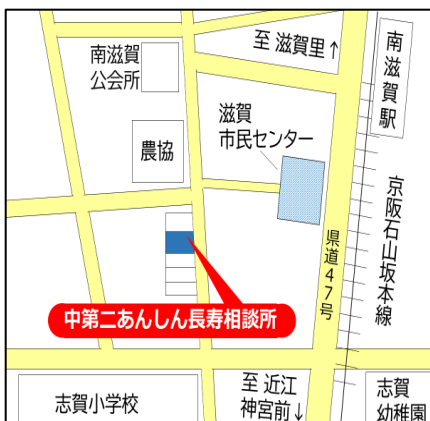 至 滋賀里↑
南滋賀駅
南滋賀
公会所
滋賀
市民センター
農協
京阪石山坂本線
県道47号
中第二あんしん長寿相談所
至 近江
神宮前↓
志賀小学校
志賀
幼稚園